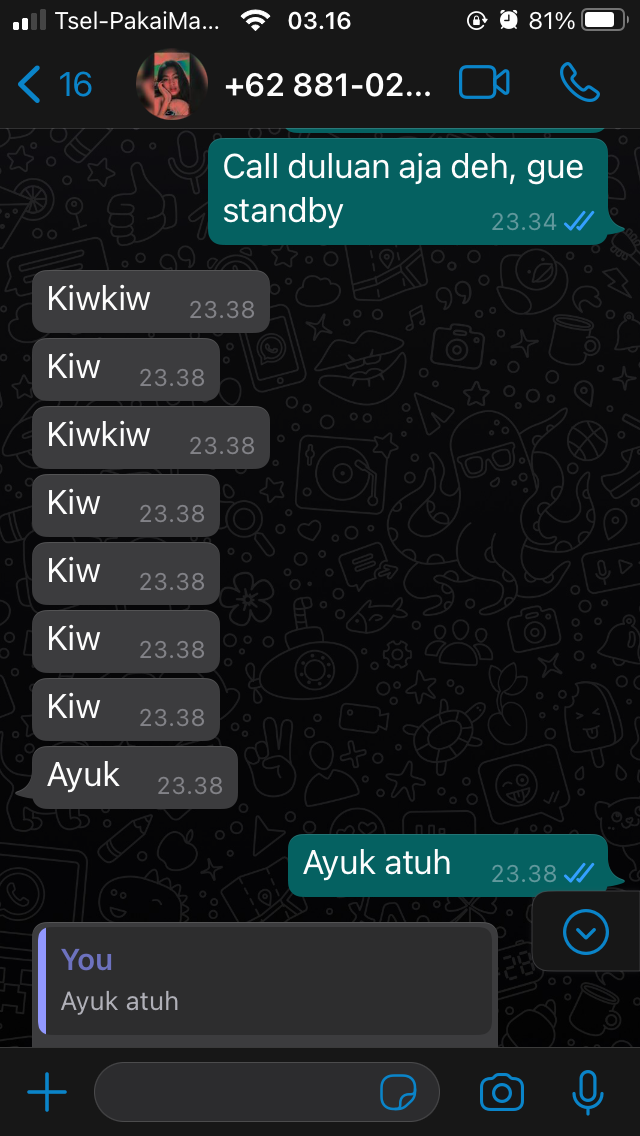 Tsel-PakaiMa... 03.16 81%
16 +62 881-02...
Call duluan aja deh, gue
standby 23.34
Kiwkiw 23.38
Kiw 23.38
Kiwkiw 23.38
Kiw 23.38
Kiw 23.38
Kiw 23.38
Kiw 23.38
Ayuk 23.38
Ayuk atuh 23.38
You
Ayuk atuh